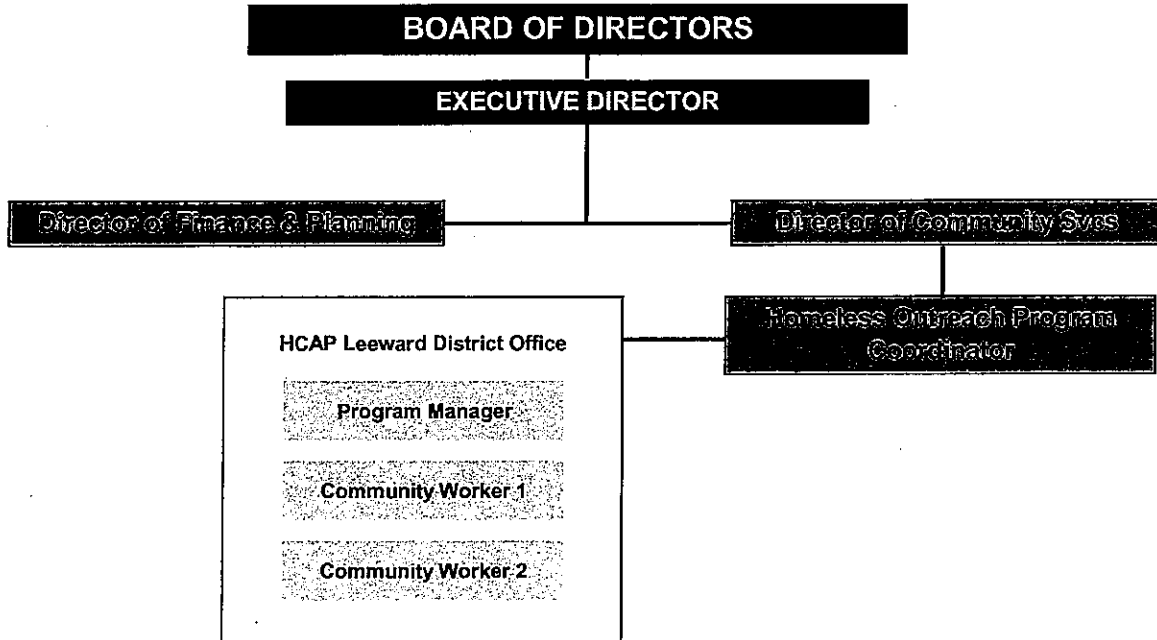 BOARD OF DIRECTORS
EXECUTIVE DIRECTOR
Director of Finance & Planning
Director of Community Svcs
Homeless Outreach Program
Coordinator
HCAP Leeward District Office
Program Manager
Community Worker 1
Community Worker 2